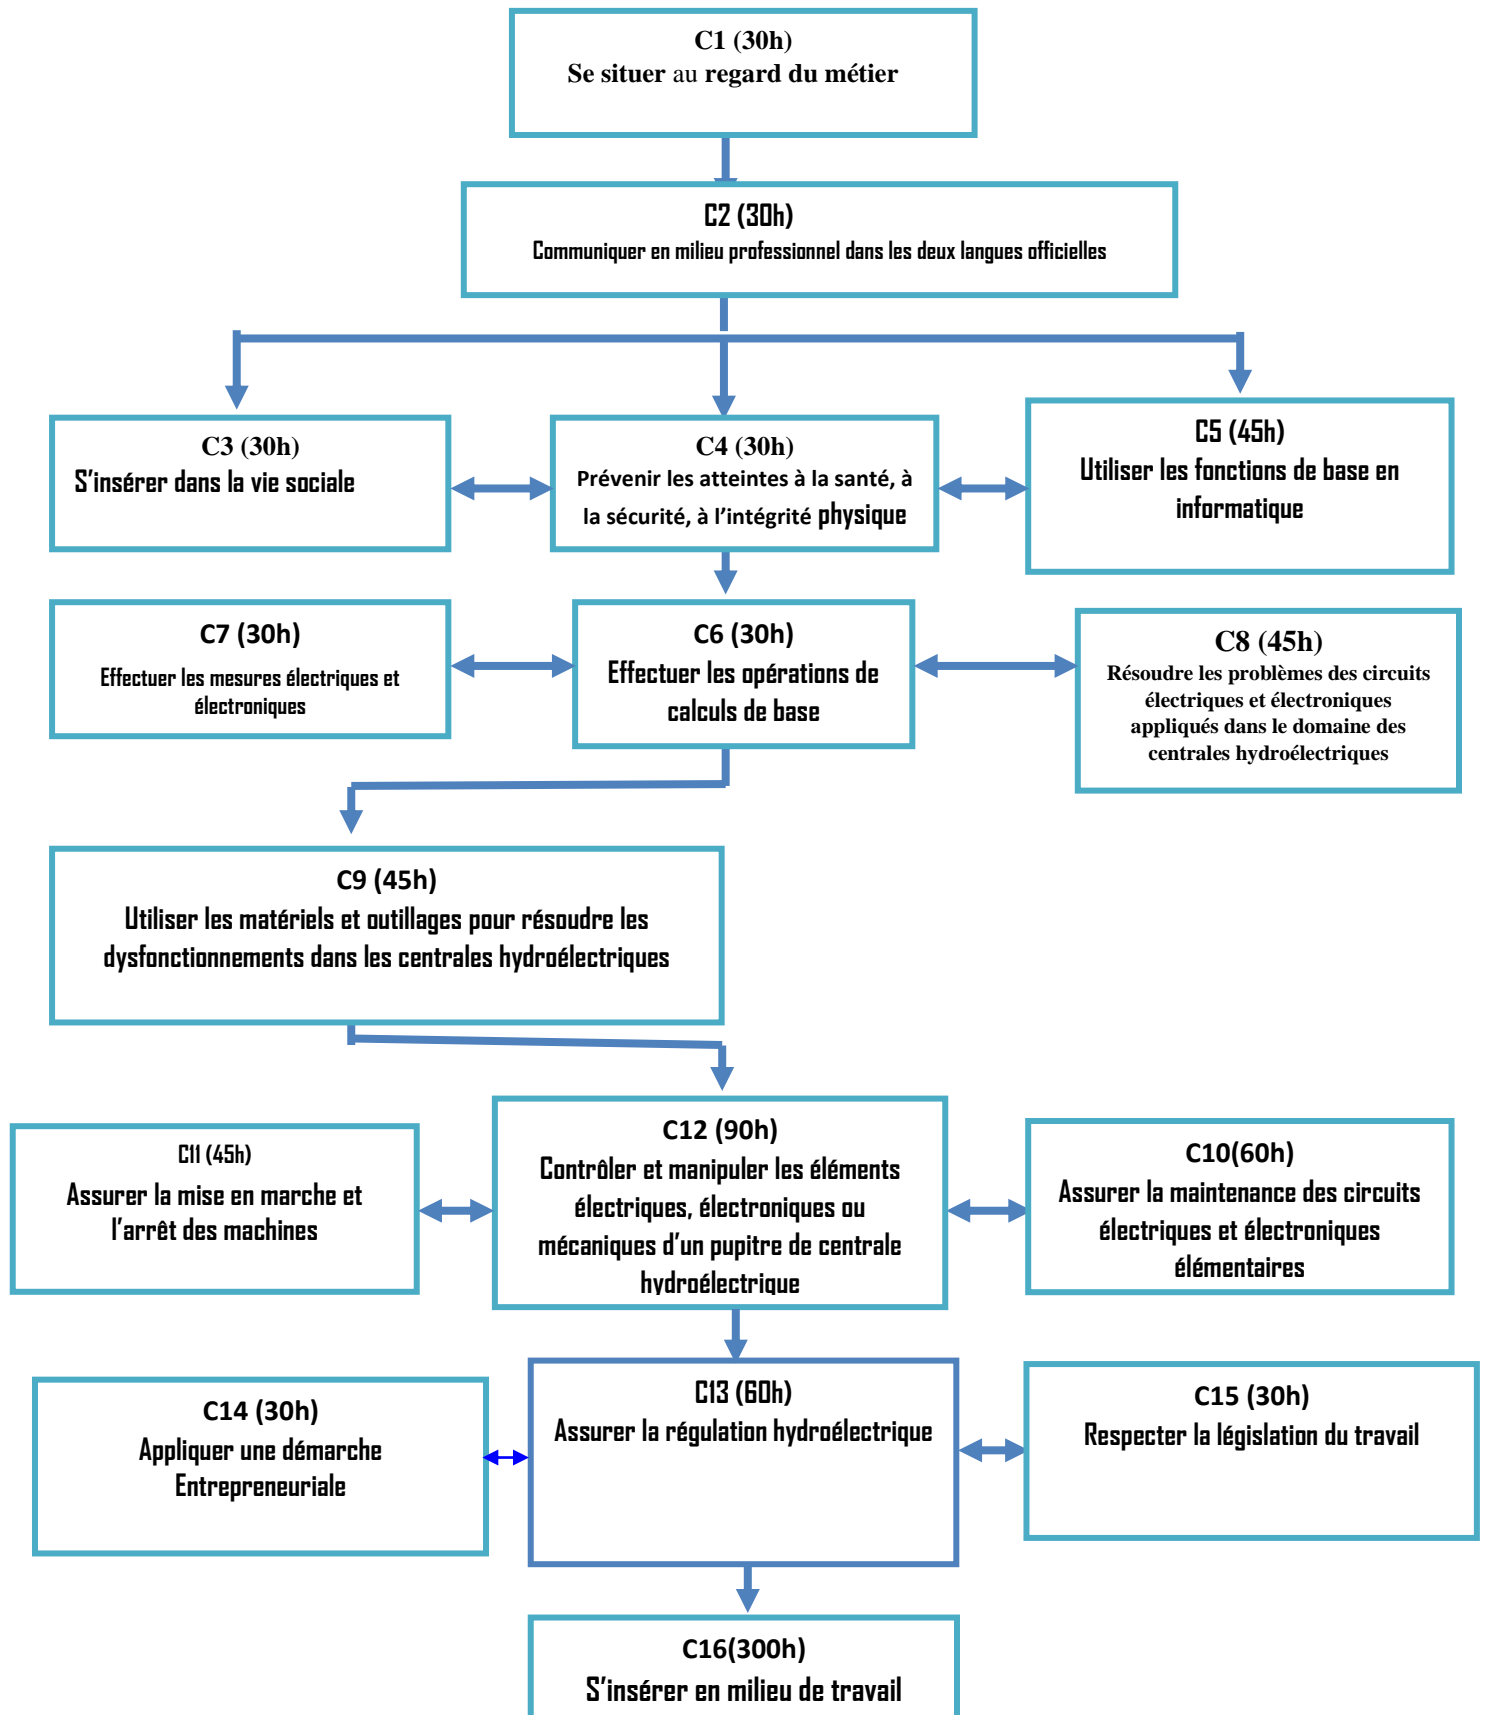 C1 (30h)
Se situer au regard du métier
C2 (30h)
Communiquer en milieu professionnel dans les deux langues officielles
C3 (30h)
S'insérer dans la vie sociale
C4 (30h)
Prévenir les atteintes à la santé, à
la sécurité, à l'intégrité physique
C5 (45h)
Utiliser les fonctions de base en
informatique
C7 (30h)
Effectuer les mesures électriques et
électroniques
C6 (30h)
Effectuer les opérations de
calculs de base
C8 (45h)
Résoudre les problèmes des circuits
électriques et électroniques
appliqués dans le domaine des
centrales hydroélectriques
C9 (45h)
Utiliser les matériels et outillages pour résoudre les
dysfonctionnements dans les centrales hydroélectriques
C11 (45h)
Assurer la mise en marche et
l'arrêt des machines
C12 (90h)
Contrôler et manipuler les éléments
électriques, électroniques ou
mécaniques d'un pupitre de centrale
hydroélectrique
C10(60h)
Assurer la maintenance des circuits
électriques et électroniques
élémentaires
C14 (30h)
Appliquer une démarche
Entrepreneuriale
C13 (60h)
Assurer la régulation hydroélectrique
C15 (30h)
Respecter la législation du travail
C16(300h)
S'insérer en milieu de travail